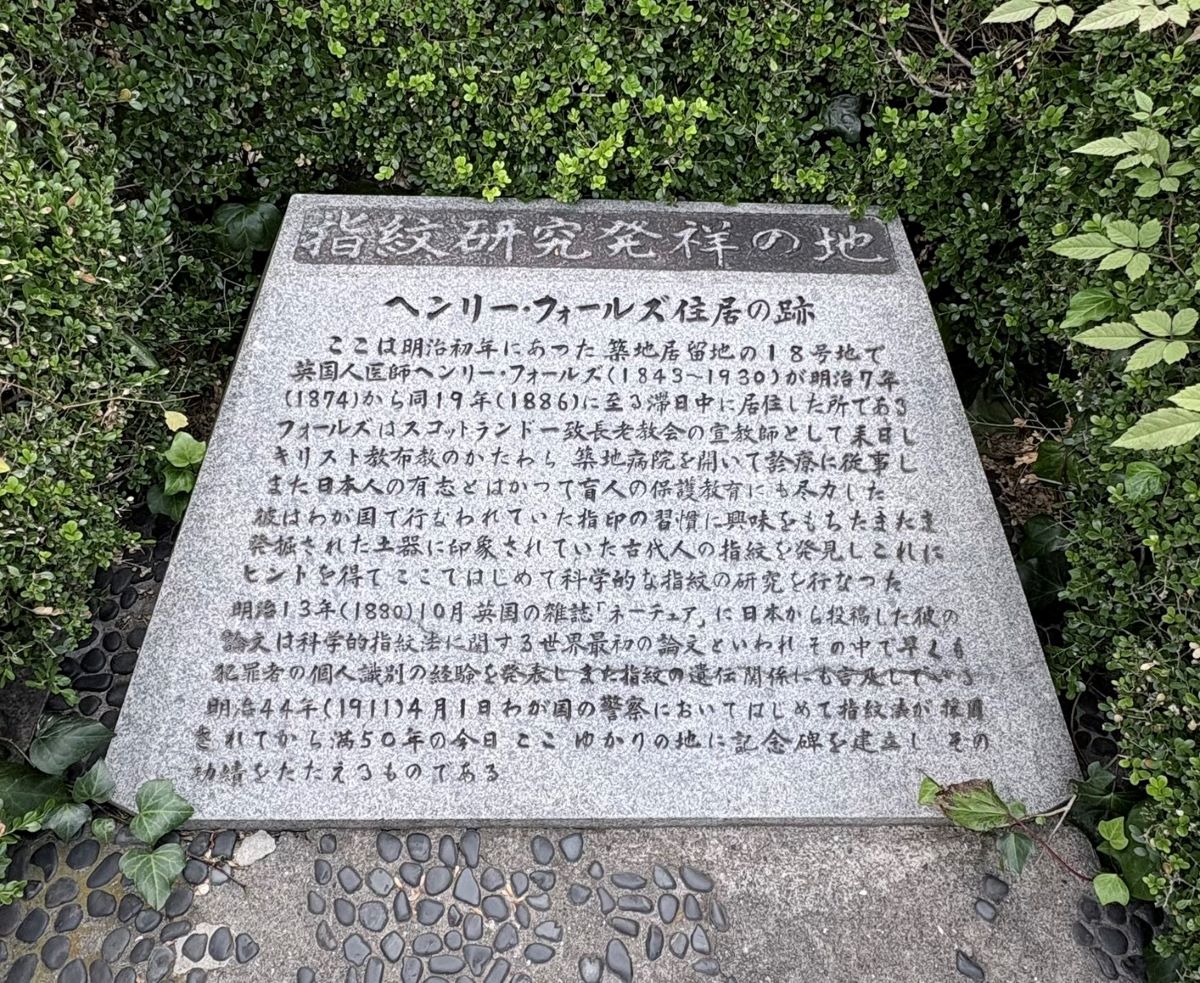 指紋研究発祥の地
ヘンリー・フォールズ住居の跡
ここは明治初年にあった築地居留地の18号地で
英国人医師ヘンリー・フォールズ(1843～1930)が明治7年
(1874)から同19年(1886)に至る滞日中に居住した所である
フォールズはスコットランド一致長老教会の宣教師として来日し
キリスト教布教のかたわら 築地病院を開いて診療に従事し
また日本人の有志とはかつて盲人の保護教育にも尽力した
彼はわが国で行なわれていた指印の習慣に興味をもちたまたま
発掘された土器に印象されていた古代人の指紋を発見しこれに
ヒントを得て ここではじめて科学的な指紋の研究を行なつた
明治13年(1880)10月 英国の雑誌「ネーチュア」に日本から投稿した彼の
論文は科学的指紋法に関する世界最初の論文といわれ その中で早くも
犯罪者の個人識別の経験を発表し また指紋の遺伝関係にも言及している
明治44年(1911)4月1日 わが国の警察においてはじめて指紋法が採用
されてから満50年の今日 ここ ゆかりの地に記念碑を建立し その
功績をたたえるものである